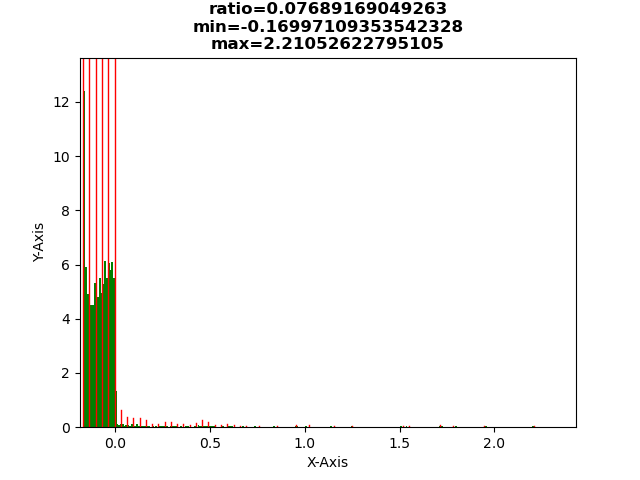 ratio=0.07689169049263
min=-0.16997109353542328
max=2.21052622795105
12
10
8
6
4
2
0
Y-Axis
0.0 0.5 1.0 1.5 2.0
X-Axis